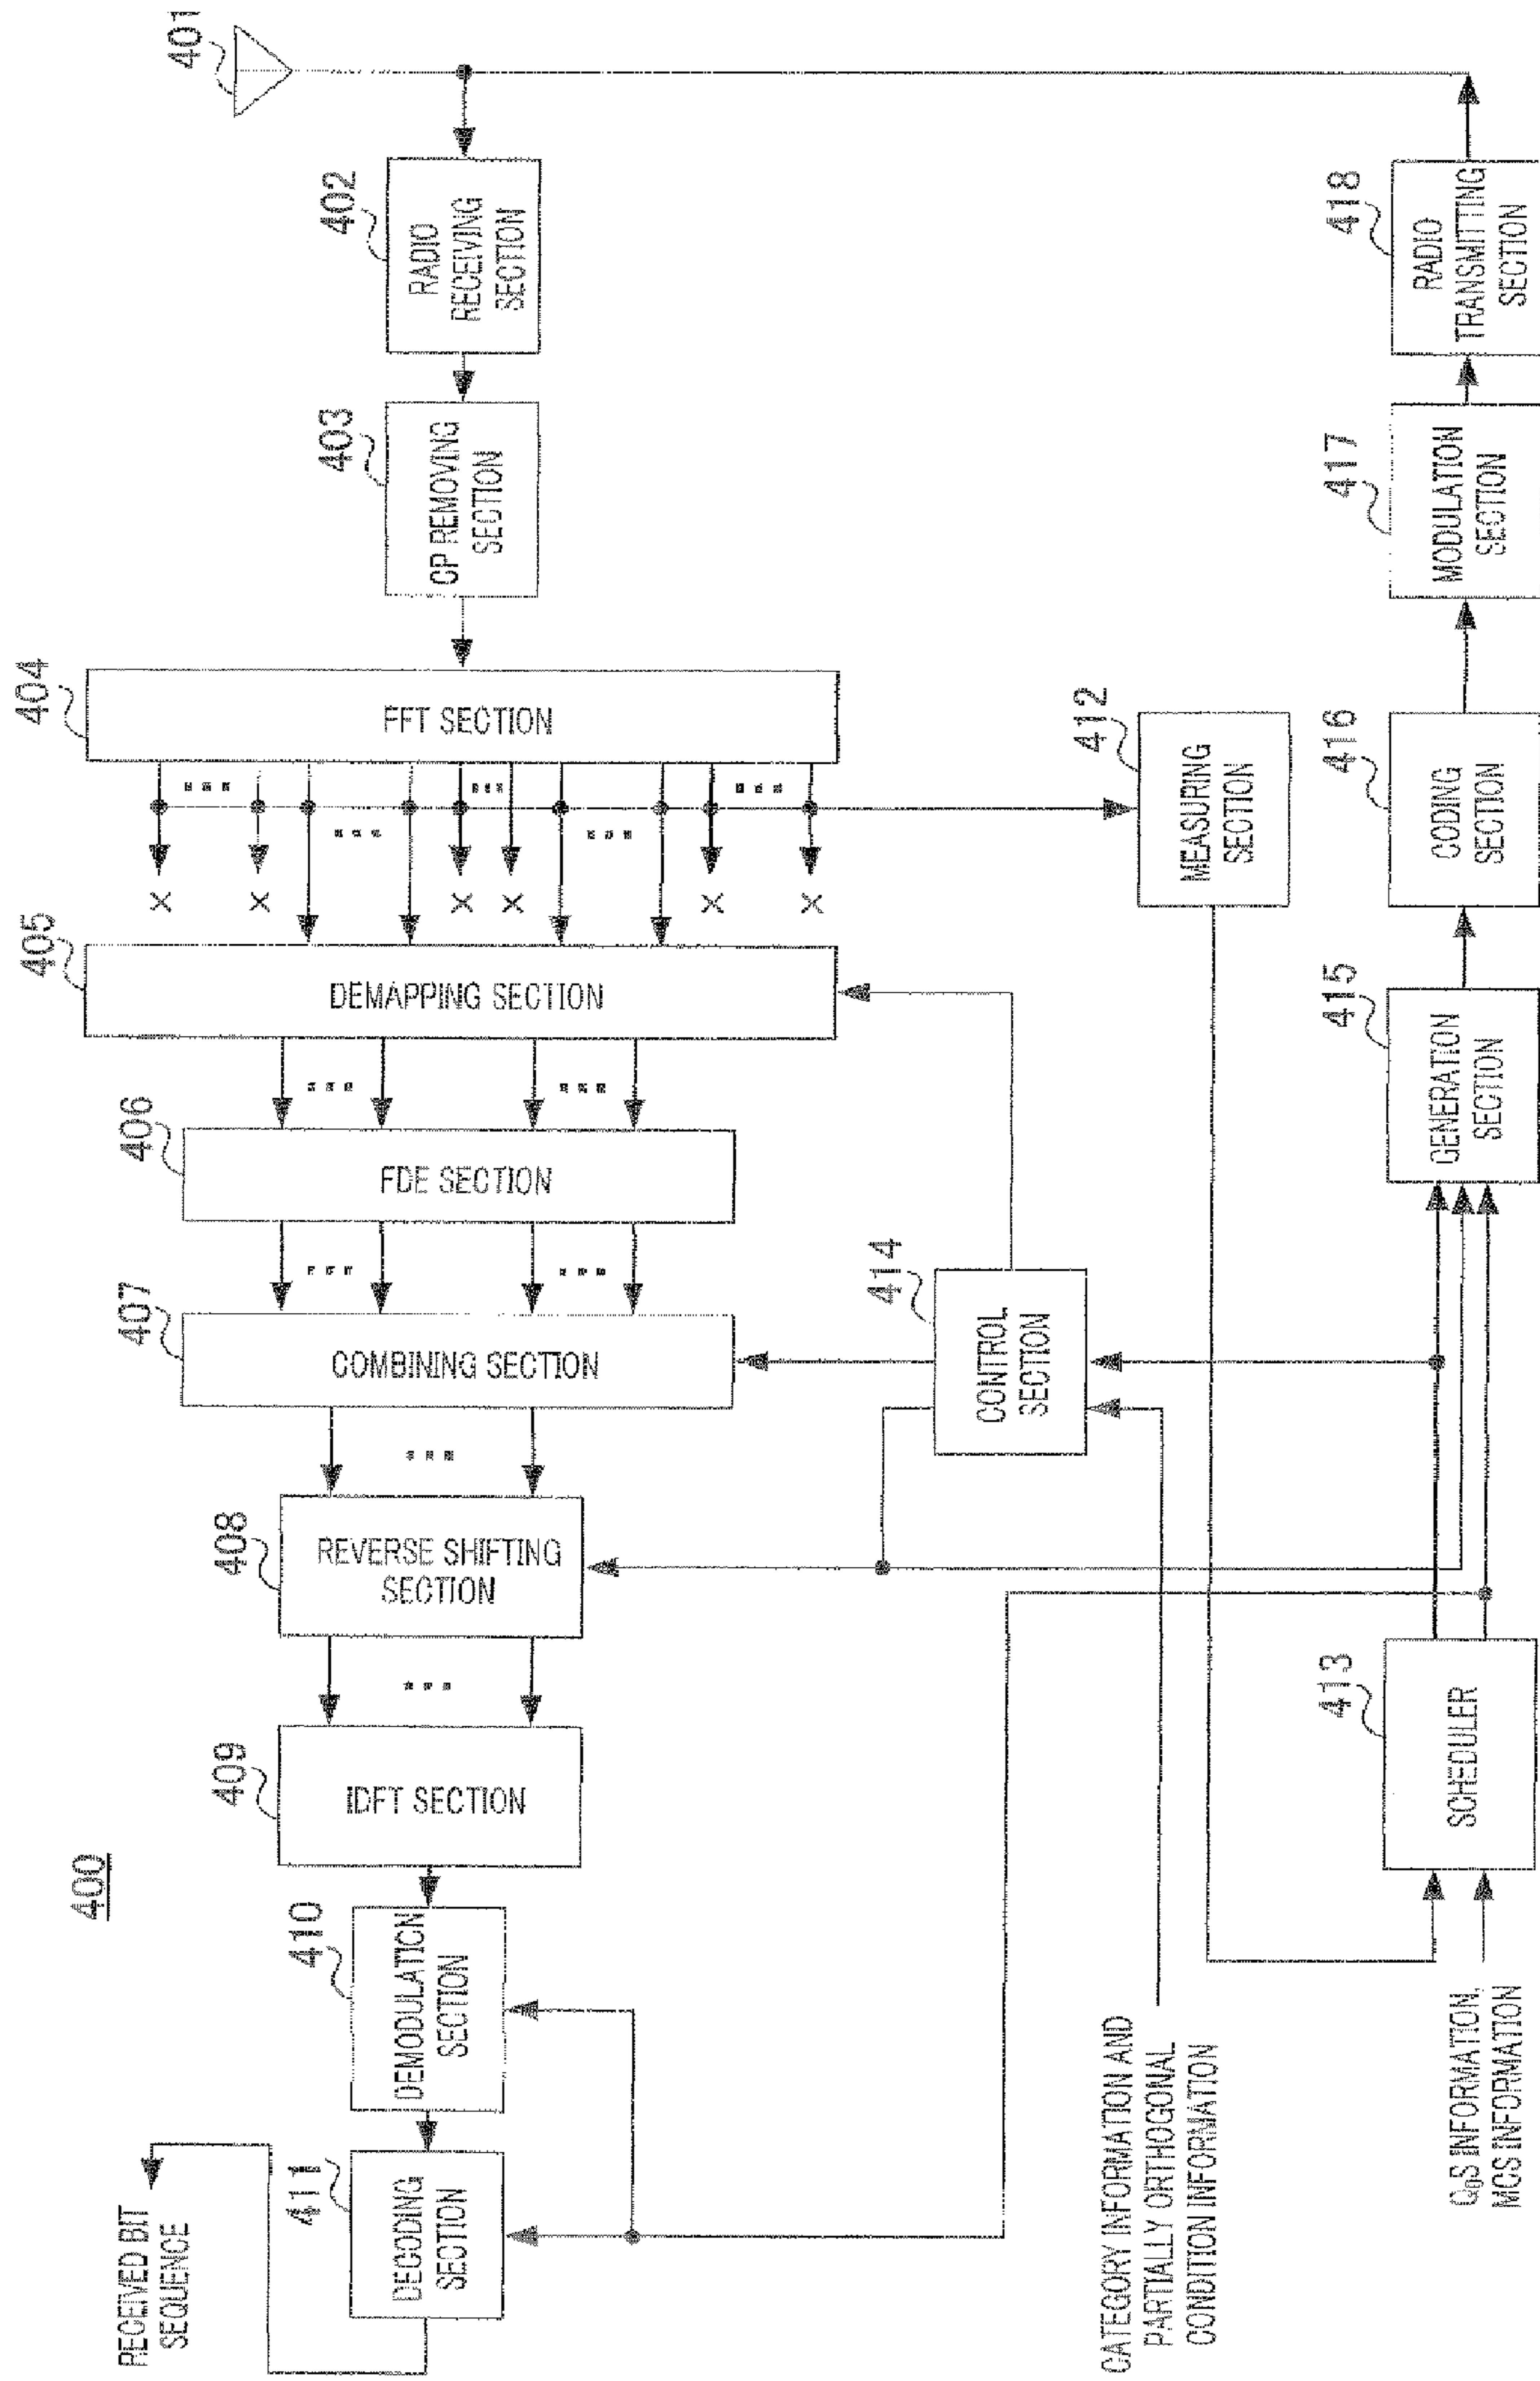 400
RECEIVED BIT
SEQUENCE
411
DECODING
SECTION
410
DEMODULATION
SECTION
409
IDFT SECTION
408
REVERSE SHIFTING
SECTION
407
COMBINING SECTION
406
FDE SECTION
405
DEMAPPING SECTION
X X X X X X
404
FFT SECTION
403
CP REMOVING
SECTION
402
RADIO
RECEIVING
SECTION
401
414
CONTROL
SECTION
412
MEASURING
SECTION
CATEGORY INFORMATION AND
PARTIALLY ORTHOGONAL
CONDITION INFORMATION
QoS INFORMATION,
MCS INFORMATION
413
SCHEDULER
415
GENERATION
SECTION
416
CODING
SECTION
417
MODULATION
SECTION
418
RADIO
TRANSMITTING
SECTION